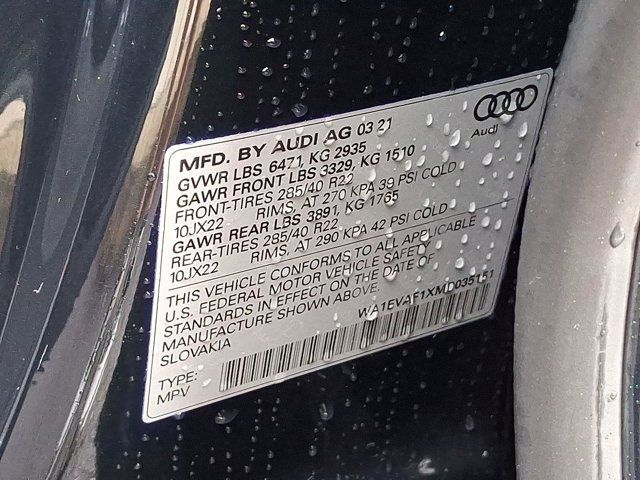 MFD. BY AUDI AG 03 21
GVWR LBS 6471, KG 2935
GAWR FRONT LBS 3329, KG 1510
FRONT-TIRES 285/40 R22
10JX22 RIMS, AT 270 KPA 39 PSI COLD
GAWR REAR LBS 3891, KG 1765
REAR-TIRES 285/40 R22
10JX22 RIMS, AT 290 KPA 42 PSI COLD
THIS VEHICLE CONFORMS TO ALL APPLICABLE
U.S. FEDERAL MOTOR VEHICLE SAFETY
STANDARDS IN EFFECT ON THE DATE OF
MANUFACTURE SHOWN ABOVE.
SLOVAKIA
WA1EVAF1XMD035151
TYPE:
MPV
Audi